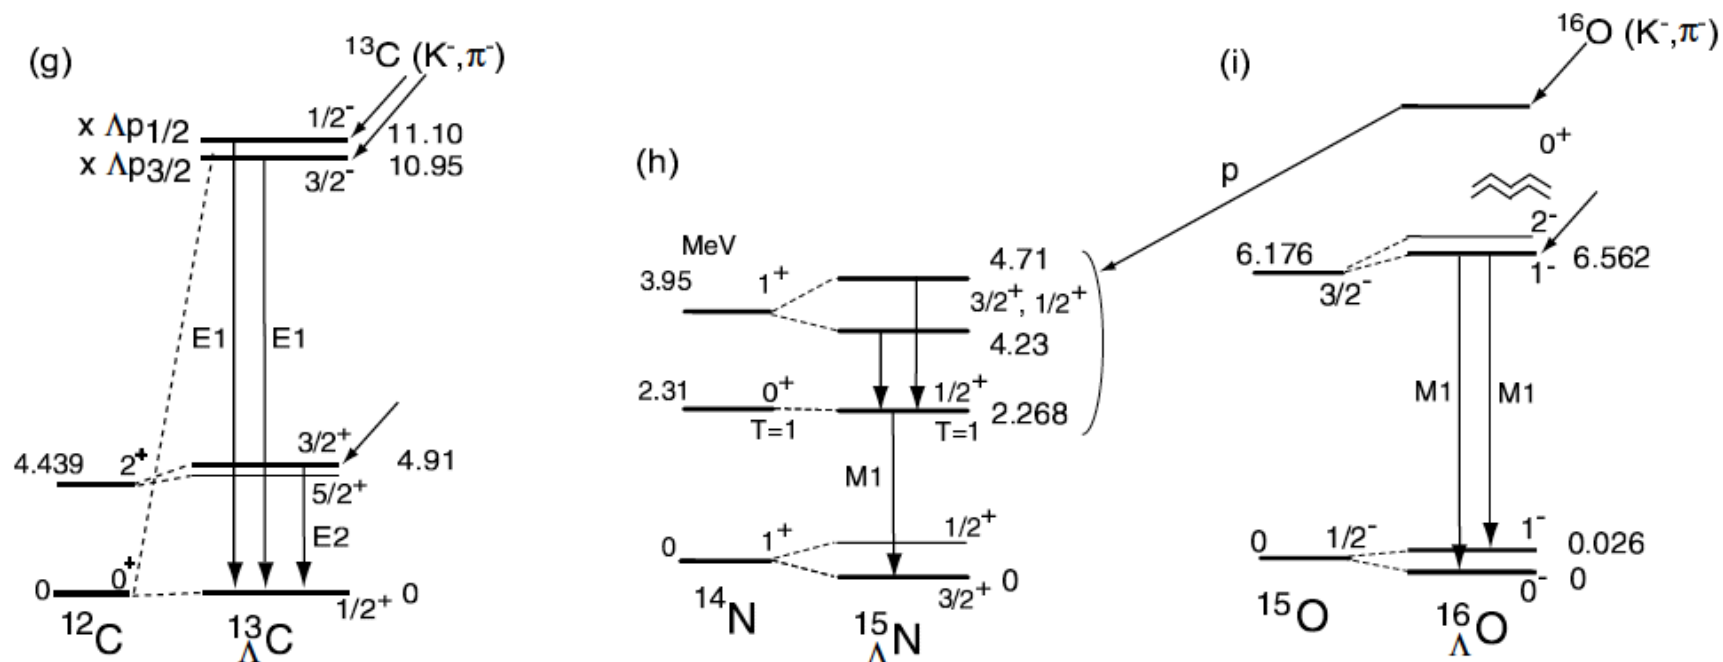 (g)
¹³C (K⁻,π⁻)
x Λp1/2
1/2⁻
11.10
x Λp3/2
3/2⁻
10.95
E1
E1
4.439
2⁺
3/2⁺
4.91
5/2⁺
E2
0
0⁺
1/2⁺
0
¹²C
¹³ΛC
(h)
MeV
3.95
1⁺
4.71
3/2⁺, 1/2⁺
4.23
2.31
0⁺
T=1
1/2⁺
T=1
2.268
M1
0
1⁺
1/2⁺
3/2⁺
0
¹⁴N
¹⁵ΛN
(i)
¹⁶O (K⁻,π⁻)
p
0⁺
6.176
3/2⁻
2⁻
1⁻
6.562
M1
M1
0
1/2⁻
1⁻
0.026
0⁻
0
¹⁵O
¹⁶ΛO